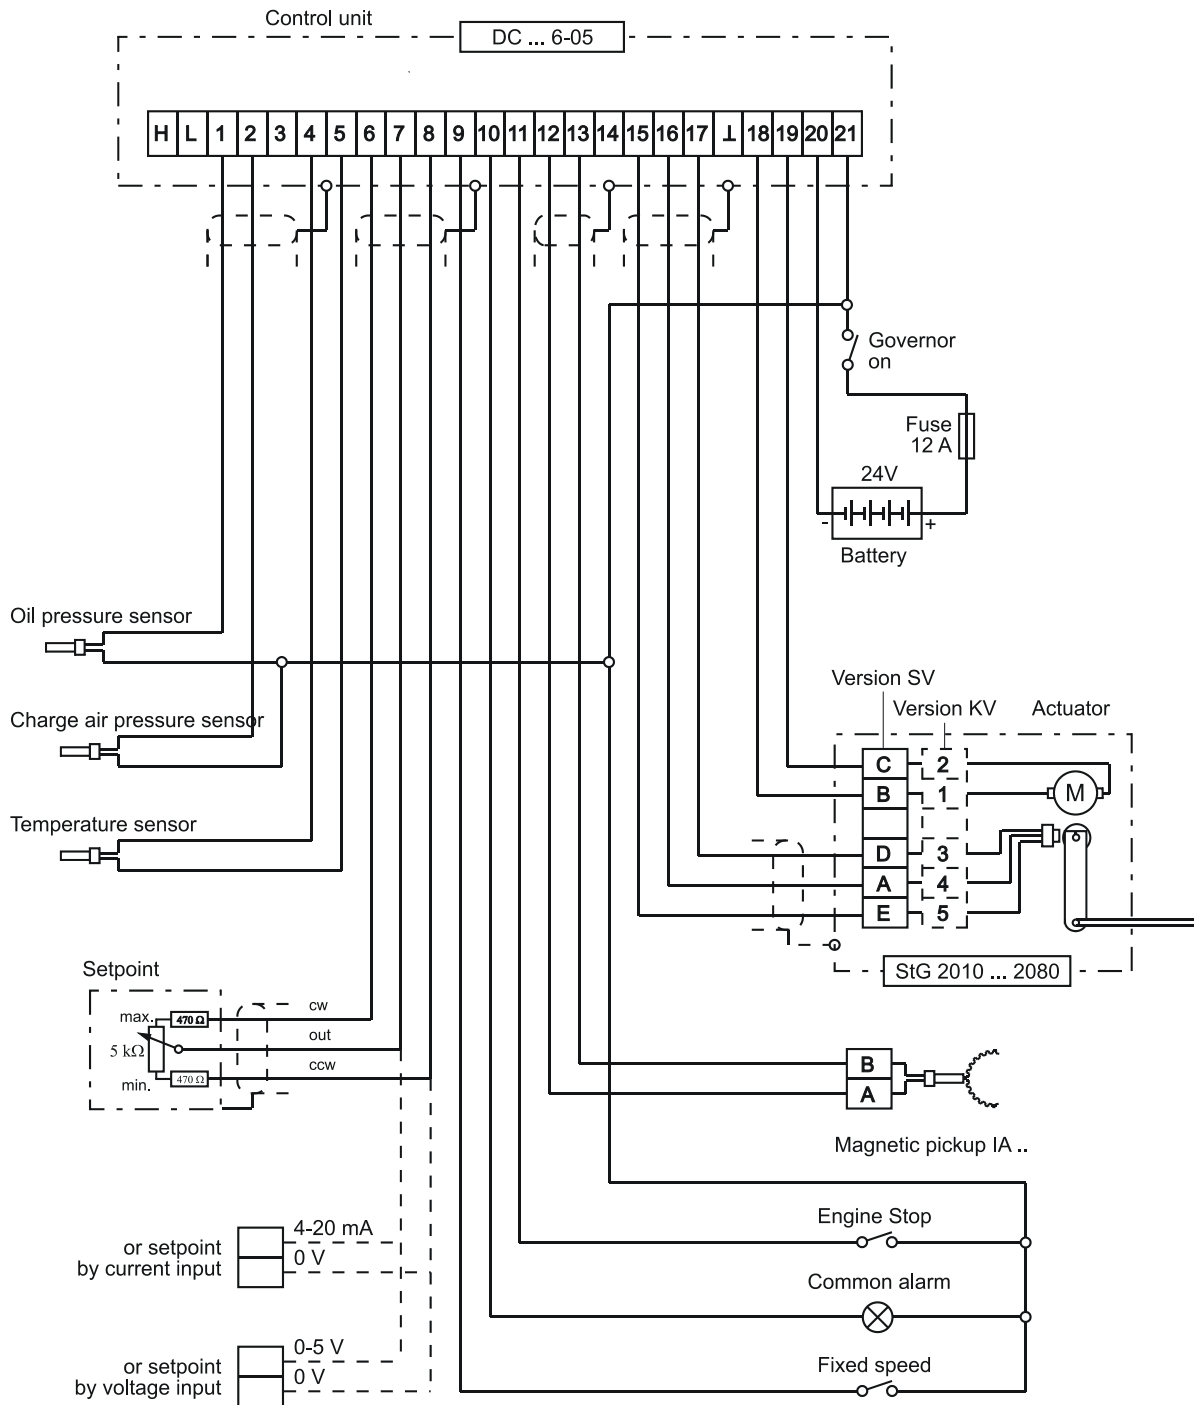 Control unit
DC ... 6-05
H L 1 2 3 4 5 6 7 8 9 10 11 12 13 14 15 16 17 ⊥ 18 19 20 21
Governor
on
Fuse
12 A
24V
- +
Battery
Oil pressure sensor
Charge air pressure sensor
Temperature sensor
Version SV
Version KV
Actuator
C 2
B 1
M
D 3
A 4
E 5
StG 2010 ... 2080
Setpoint
max.
470 Ω
cw
5 kΩ
out
min.
470 Ω
ccw
B
A
Magnetic pickup IA ..
or setpoint
by current input
4-20 mA
0 V
or setpoint
by voltage input
0-5 V
0 V
Engine Stop
Common alarm
Fixed speed